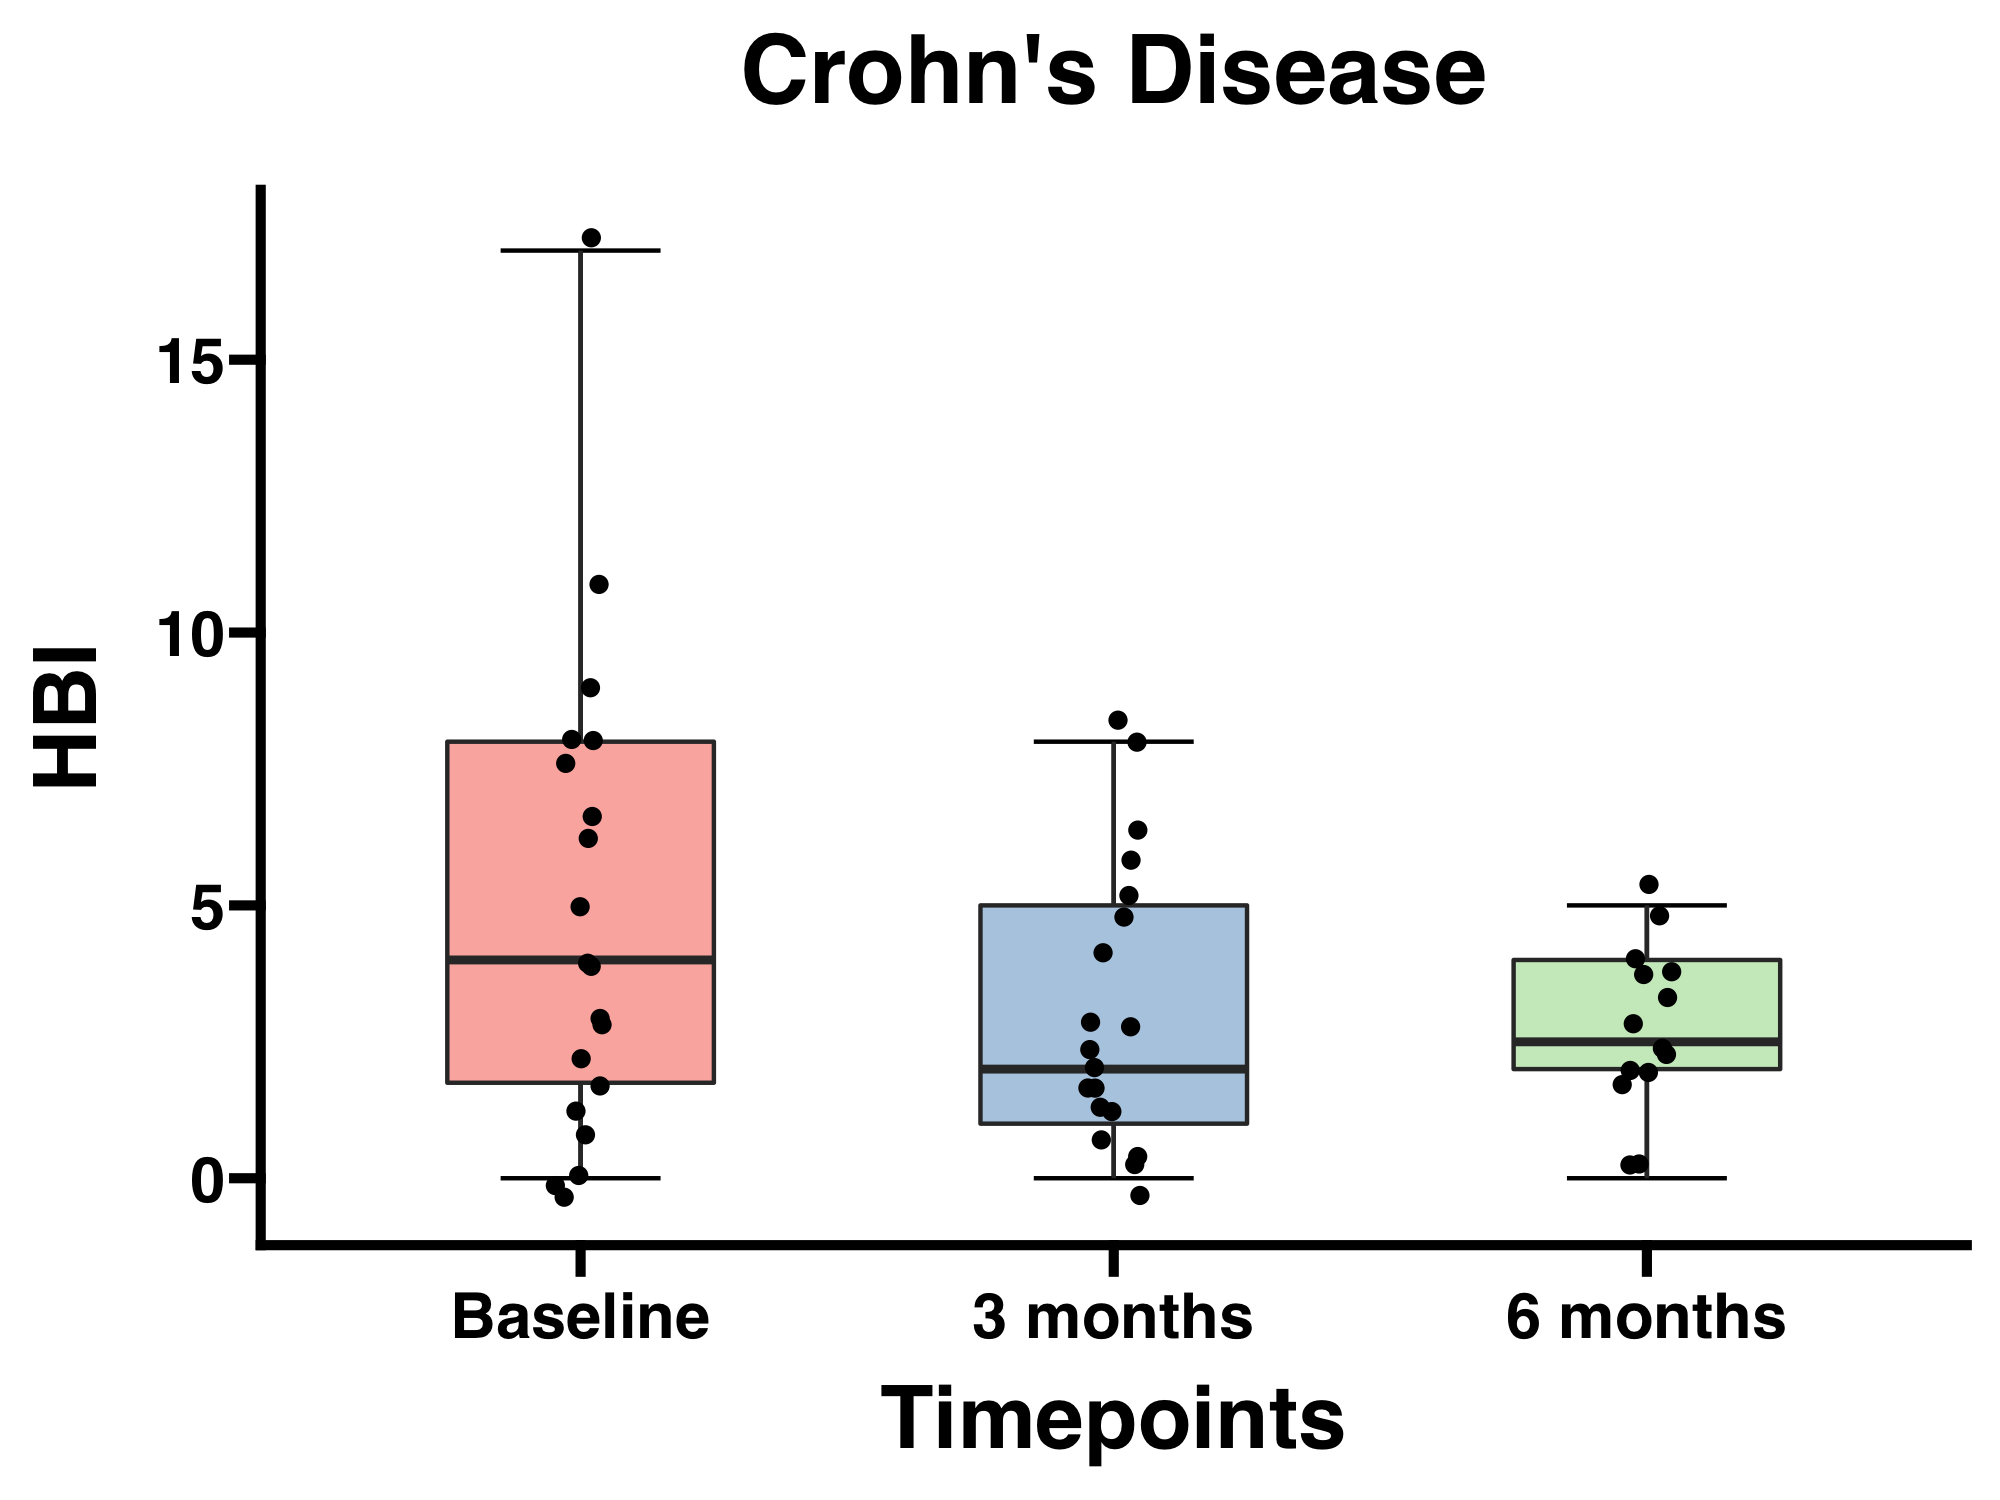 Crohn's Disease
HBI
15
10
5
0
Baseline
3 months
6 months
Timepoints